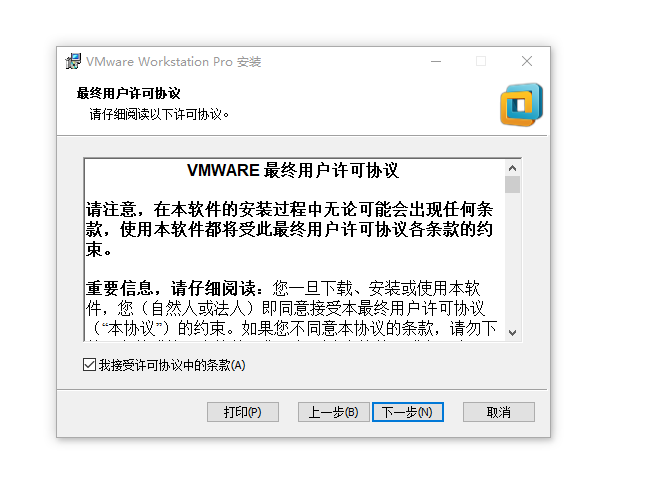 VMware Workstation Pro 安装
最终用户许可协议
请仔细阅读以下许可协议。
VMWARE 最终用户许可协议
请注意，在本软件的安装过程中无论可能会出现任何条
款，使用本软件都将受此最终用户许可协议各条款的约
束。
重要信息，请仔细阅读：您一旦下载、安装或使用本软
件，您（自然人或法人）即同意接受本最终用户许可协议
（“本协议”）的约束。如果您不同意本协议的条款，请勿下
我接受许可协议中的条款(A)
打印(P)
上一步(B)
下一步(N)
取消